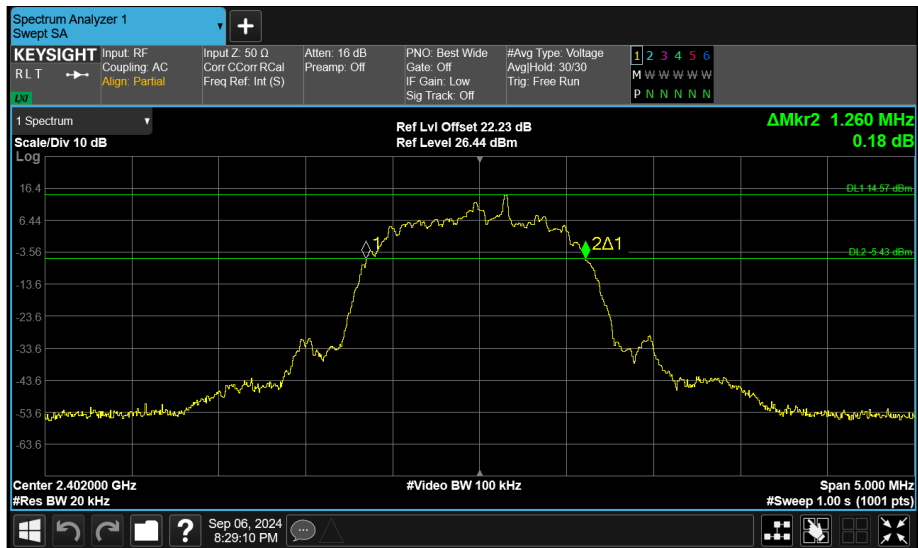 Spectrum Analyzer 1
Swept SA
+
KEYSIGHT
RLT
LXI
Input: RF
Coupling: AC
Align: Partial
Input Z: 50 Ω
Corr CCorr RCal
Freq Ref: Int (S)
Atten: 16 dB
Preamp: Off
PNO: Best Wide
Gate: Off
IF Gain: Low
Sig Track: Off
#Avg Type: Voltage
Avg|Hold: 30/30
Trig: Free Run
1 2 3 4 5 6
M W W W W W
P N N N N N
1 Spectrum
Scale/Div 10 dB
Log
Ref Lvl Offset 22.23 dB
Ref Level 26.44 dBm
ΔMkr2 1.260 MHz
0.18 dB
16.4
DL1 14.57 dBm
6.44
1
2Δ1
-3.56
DL2 -5.43 dBm
-13.6
-23.6
-33.6
-43.6
-53.6
-63.6
Center 2.402000 GHz
#Video BW 100 kHz
Span 5.000 MHz
#Res BW 20 kHz
#Sweep 1.00 s (1001 pts)
?
Sep 06, 2024
8:29:10 PM